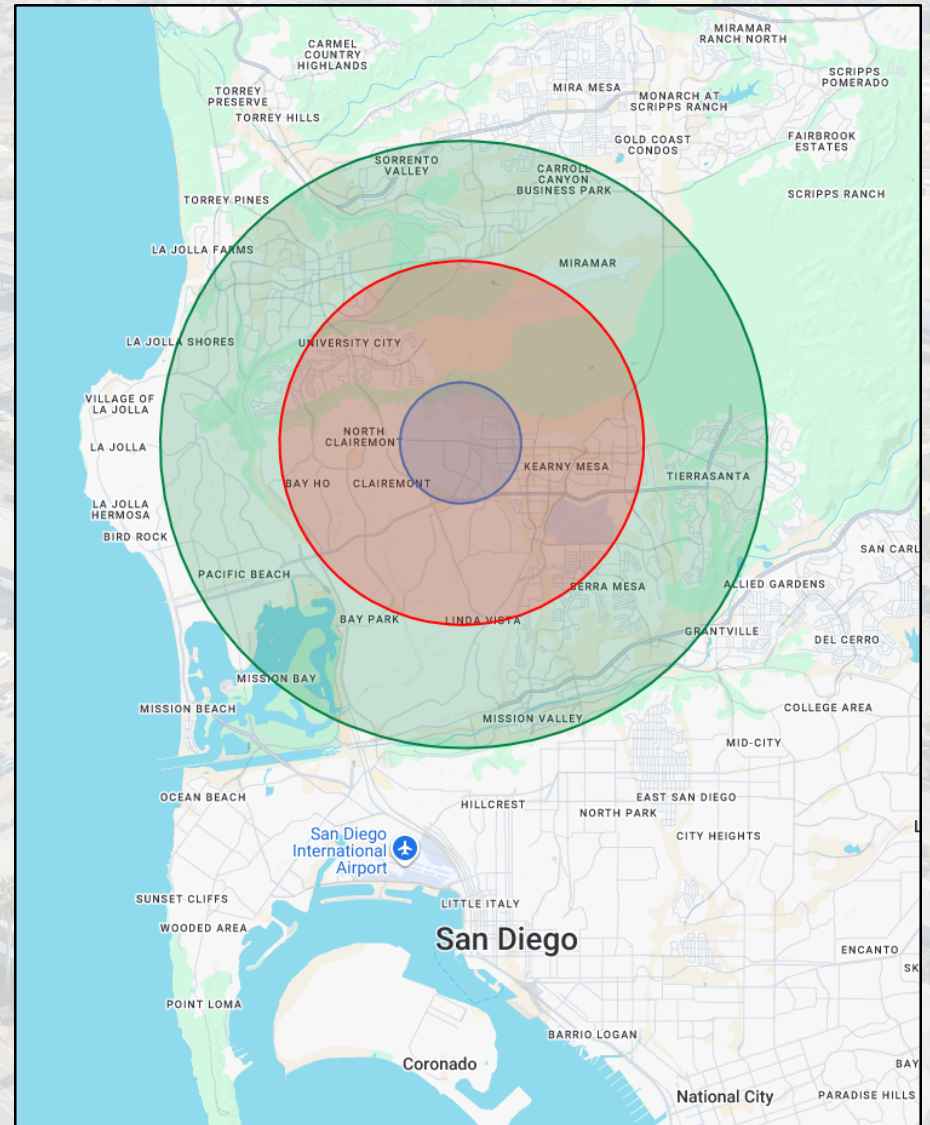 MIRAMAR
RANCH NORTH
CARMEL
COUNTRY
HIGHLANDS
SCRIPPS
POMERADO
TORREY
PRESERVE
MIRA MESA
MONARCH AT
SCRIPPS RANCH
TORREY HILLS
GOLD COAST
CONDOS
FAIRBROOK
ESTATES
SORRENTO
VALLEY
CARROLL
CANYON
BUSINESS PARK
TORREY PINES
SCRIPPS RANCH
LA JOLLA FARMS
MIRAMAR
LA JOLLA SHORES
UNIVERSITY CITY
VILLAGE OF
LA JOLLA
NORTH
CLAIREMONT
LA JOLLA
KEARNY MESA
TIERRASANTA
BAY HO
CLAIREMONT
LA JOLLA
HERMOSA
BIRD ROCK
SAN CARL
PACIFIC BEACH
SERRA MESA
ALLIED GARDENS
BAY PARK
LINDA VISTA
GRANTVILLE
DEL CERRO
MISSION BAY
MISSION BEACH
COLLEGE AREA
MISSION VALLEY
MID-CITY
OCEAN BEACH
HILLCREST
EAST SAN DIEGO
NORTH PARK
CITY HEIGHTS
L
San Diego
International
Airport
SUNSET CLIFFS
LITTLE ITALY
WOODED AREA
San Diego
ENCANTO
SK
POINT LOMA
BARRIO LOGAN
Coronado
BAY
National City
PARADISE HILLS